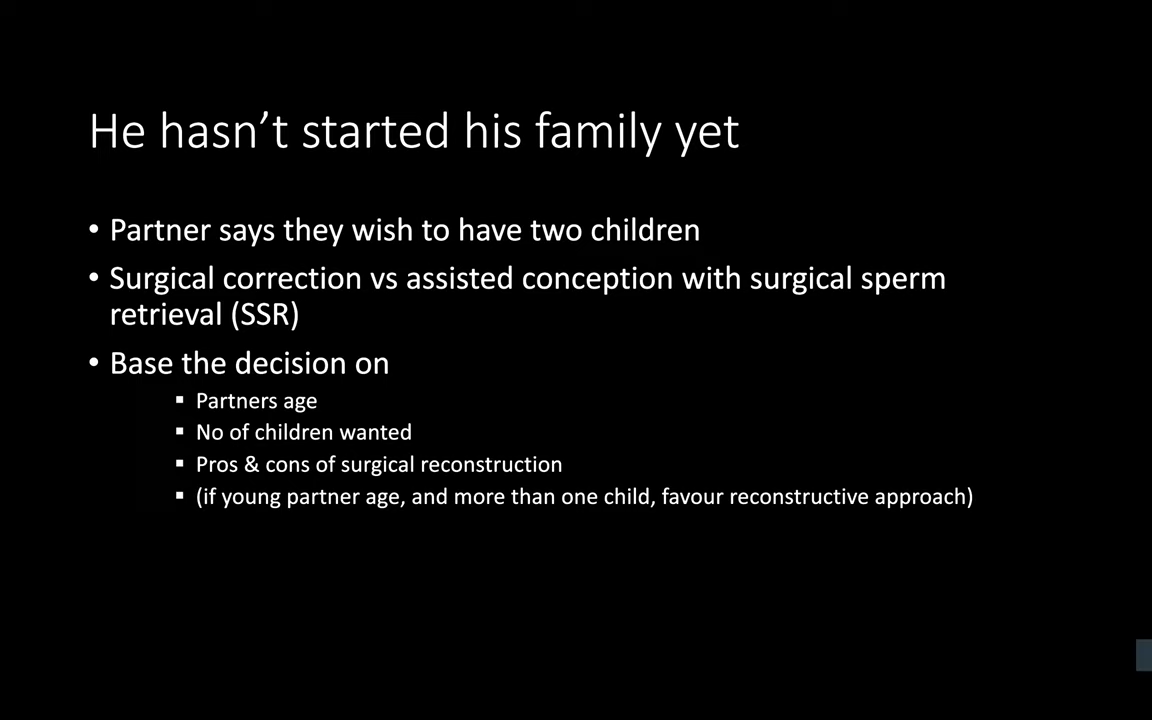 He hasn’t started his family yet
• Partner says they wish to have two children
• Surgical correction vs assisted conception with surgical sperm
retrieval (SSR)
• Base the decision on
▪ Partners age
▪ No of children wanted
▪ Pros & cons of surgical reconstruction
▪ (if young partner age, and more than one child, favour reconstructive approach)